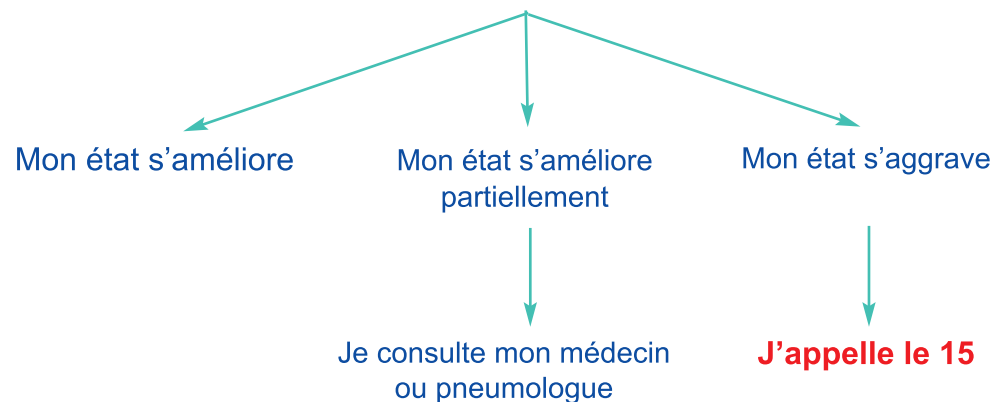 Mon état s’améliore
Mon état s’améliore
partiellement
Mon état s’aggrave
Je consulte mon médecin
ou pneumologue
J’appelle le 15